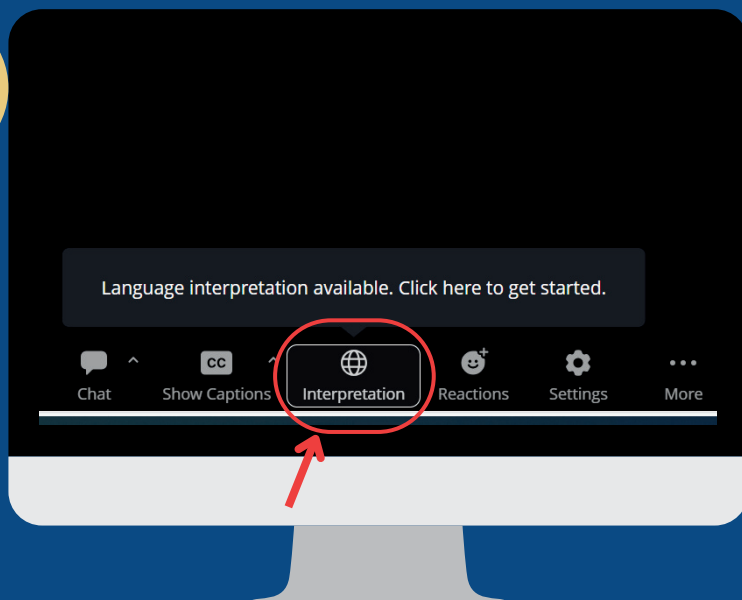 Language interpretation available. Click here to get started.
CC
Chat Show Captions Interpretation Reactions Settings More